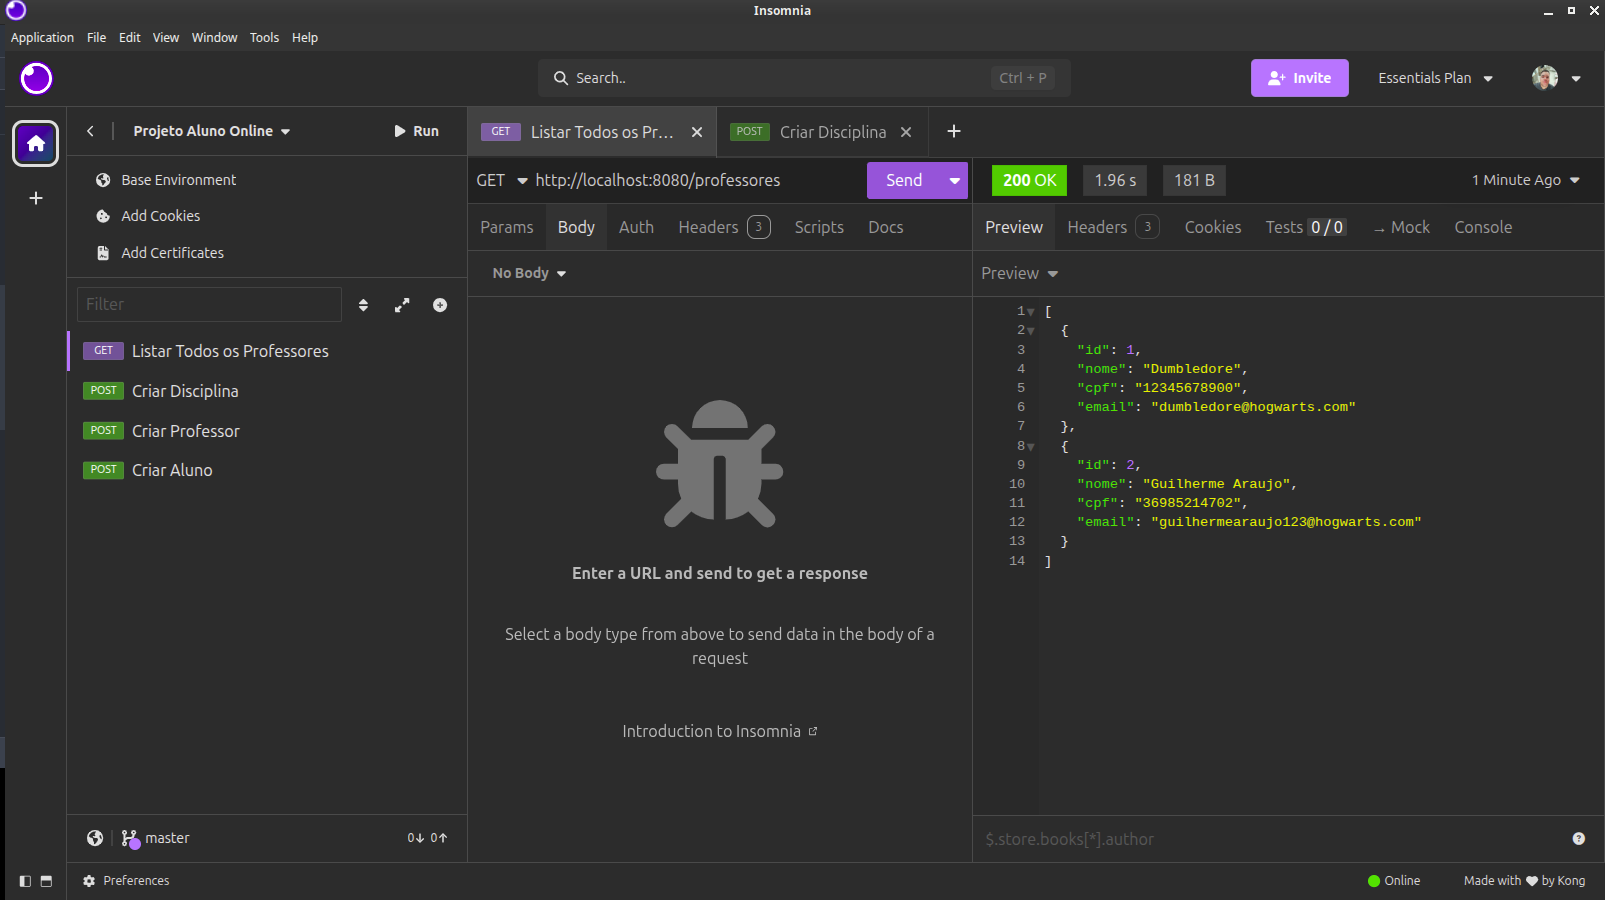 Insomnia
Application File Edit View Window Tools Help
Search.. Ctrl + P
Invite
Essentials Plan
Projeto Aluno Online
Run
Base Environment
Add Cookies
Add Certificates
Filter
GET Listar Todos os Professores
POST Criar Disciplina
POST Criar Professor
POST Criar Aluno
master
0↓ 0↑
Preferences
GET Listar Todos os Pr...
POST Criar Disciplina
GET http://localhost:8080/professores
Send
Params Body Auth Headers 3 Scripts Docs
No Body
Enter a URL and send to get a response
Select a body type from above to send data in the body of a
request
Introduction to Insomnia
200 OK 1.96 s 181 B
1 Minute Ago
Preview Headers 3 Cookies Tests 0 / 0 → Mock Console
Preview
1 [
2 {
3 "id": 1,
4 "nome": "Dumbledore",
5 "cpf": "12345678900",
6 "email": "dumbledore@hogwarts.com"
7 },
8 {
9 "id": 2,
10 "nome": "Guilherme Araujo",
11 "cpf": "36985214702",
12 "email": "guilhermearaujo123@hogwarts.com"
13 }
14 ]
$.store.books[*].author
Online
Made with ♥ by Kong